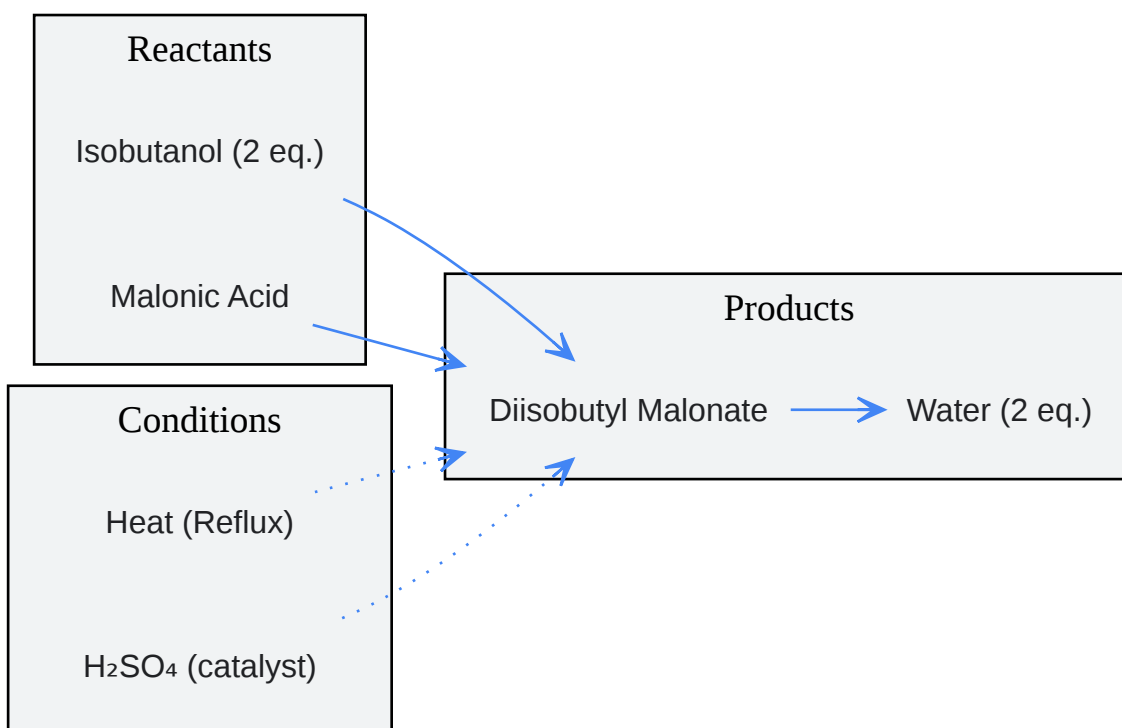 Reactants
Isobutanol (2 eq.)
Malonic Acid
Products
Diisobutyl Malonate
Water (2 eq.)
Conditions
Heat (Reflux)
H₂SO₄ (catalyst)